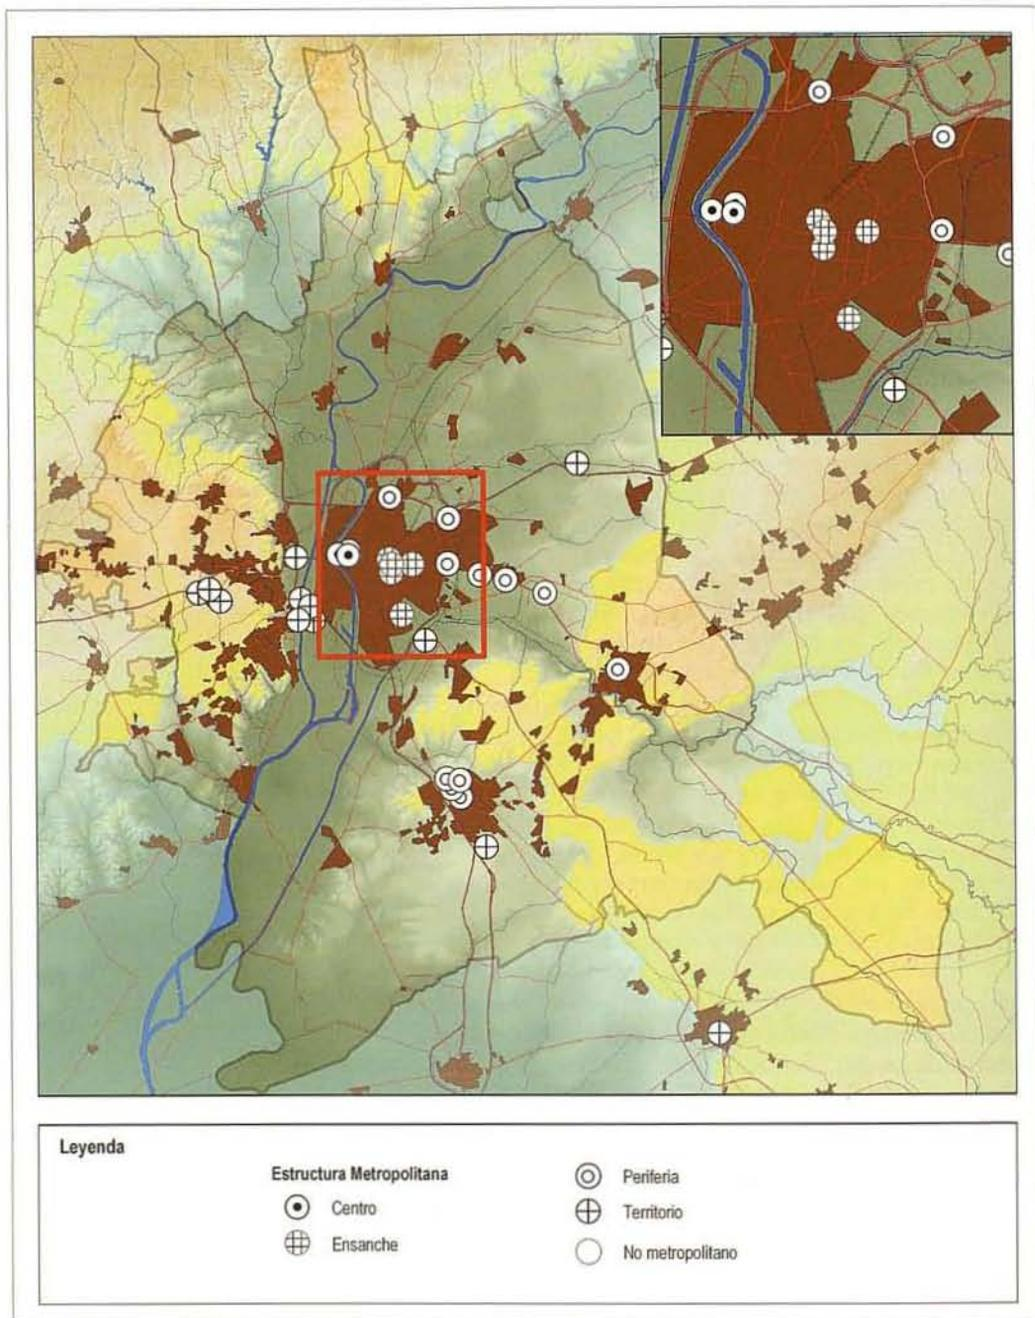 Leyenda
Estructura Metropolitana
Centro
Ensanche
Periferia
Territorio
No metropolitano